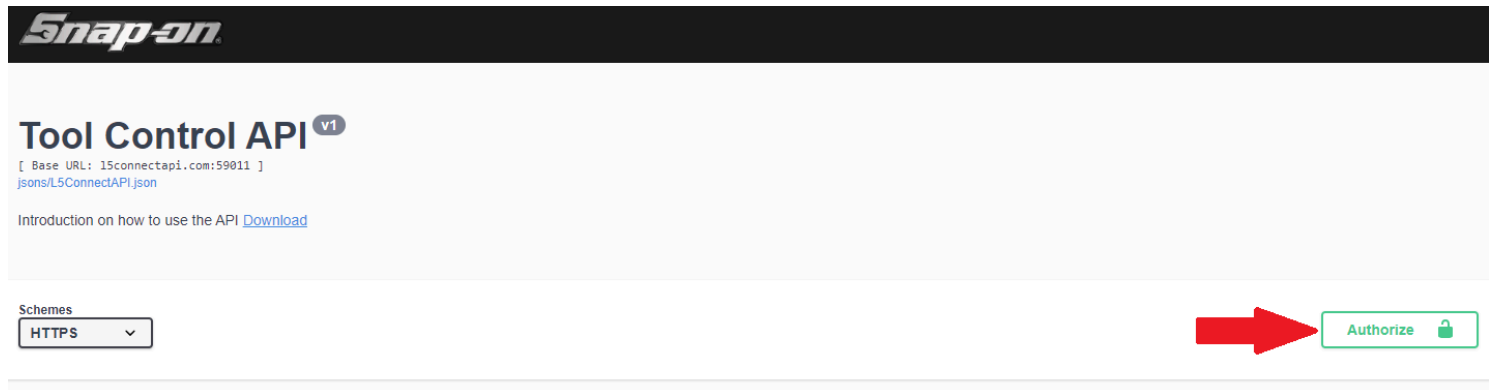 Snap-on
Tool Control API v1
[ Base URL: l5connectapi.com:59011 ]
jsons/L5ConnectAPI.json
Introduction on how to use the API Download
Schemes
HTTPS
Authorize